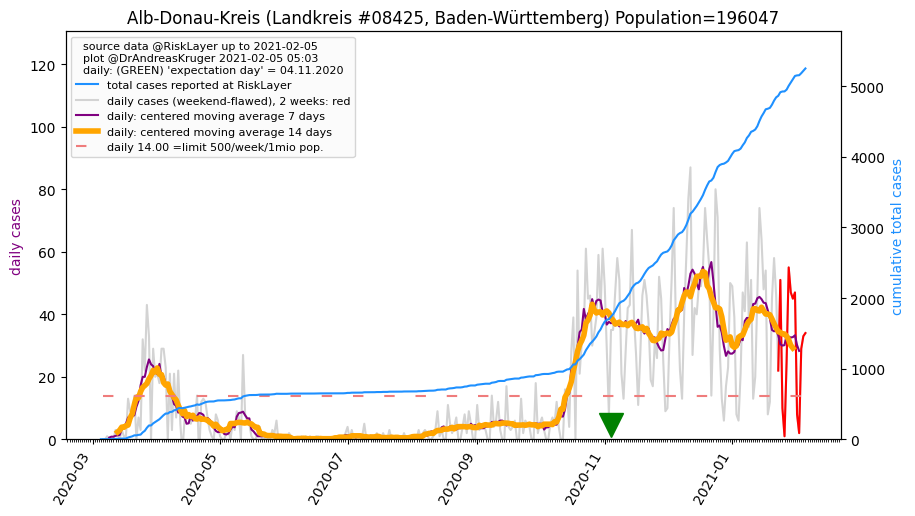 Alb-Donau-Kreis (Landkreis #08425, Baden-Württemberg) Population=196047
source data @RiskLayer up to 2021-02-05
plot @DrAndreasKruger 2021-02-05 05:03
daily: (GREEN) 'expectation day' = 04.11.2020
total cases reported at RiskLayer
daily cases (weekend-flawed), 2 weeks: red
daily: centered moving average 7 days
daily: centered moving average 14 days
daily 14.00 =limit 500/week/1mio pop.
daily cases
120
100
80
60
40
20
0
cumulative total cases
5000
4000
3000
2000
1000
0
2020-03
2020-05
2020-07
2020-09
2020-11
2021-01